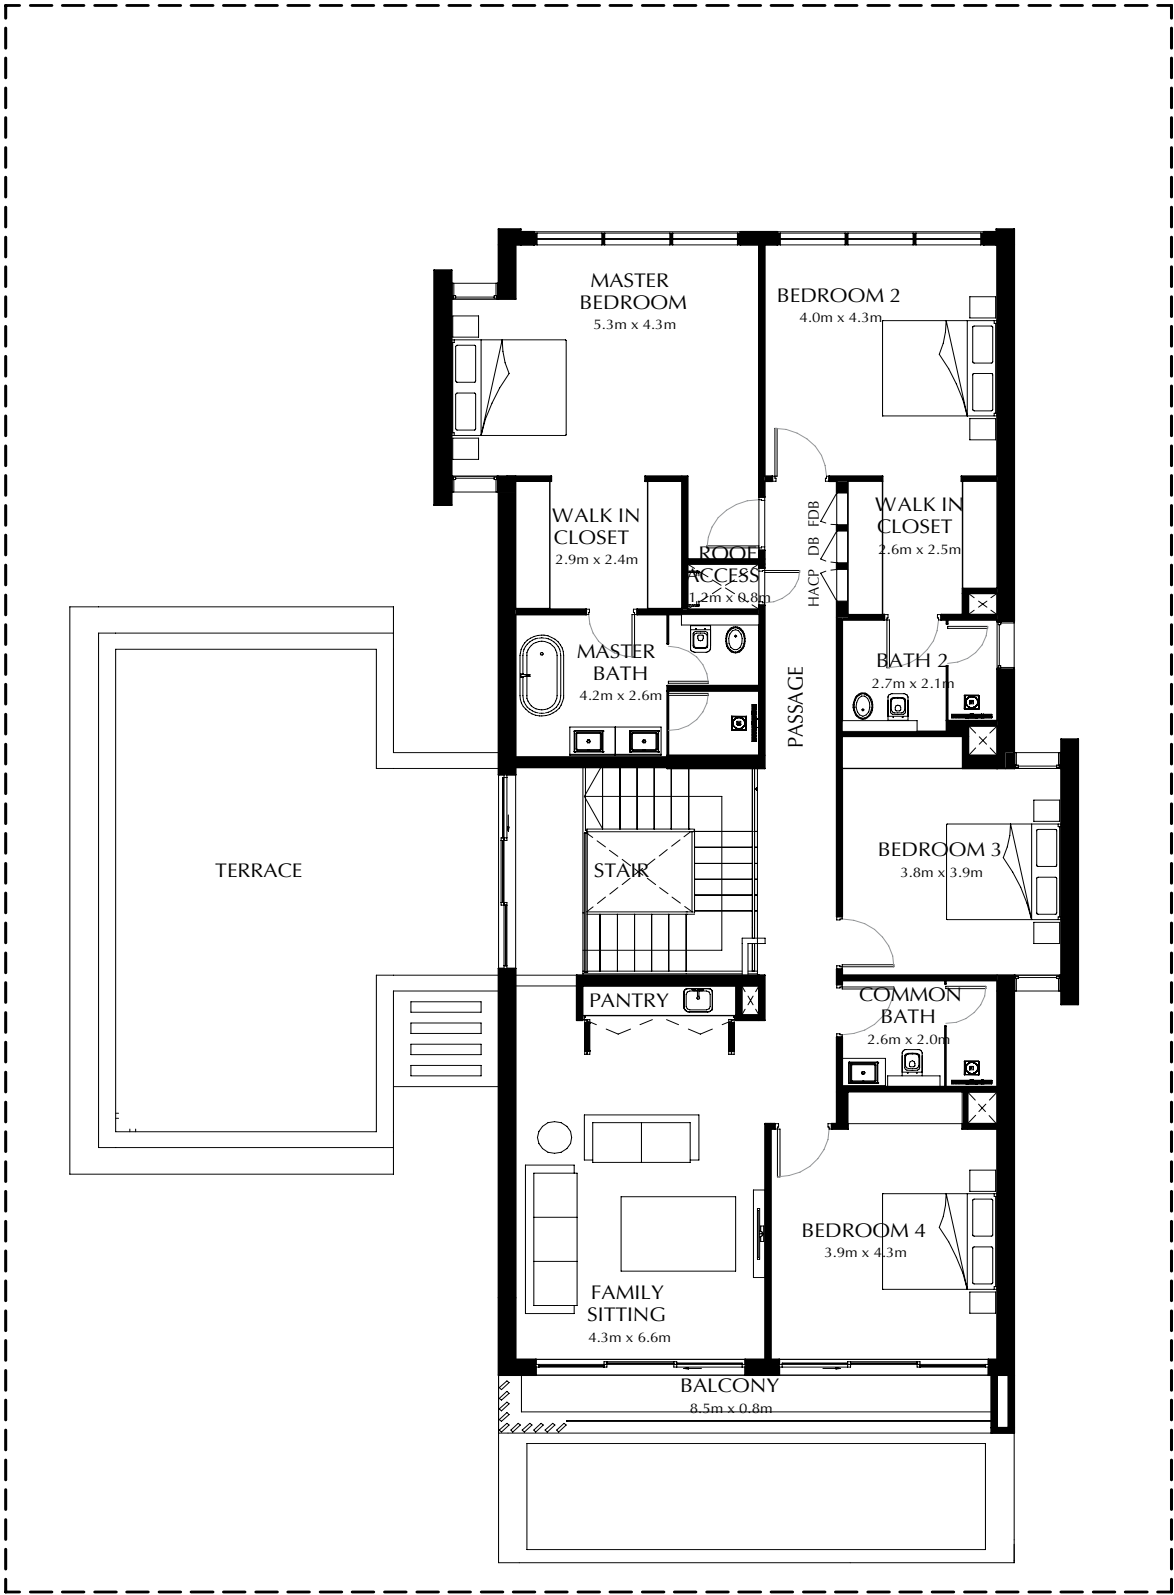 MASTER
BEDROOM
5.3m x 4.3m
BEDROOM 2
4.0m x 4.3m
WALK IN
CLOSET
2.9m x 2.4m
ROOF
ACCESS
1.2m x 0.8m
FDB
DB
HACP
WALK IN
CLOSET
2.6m x 2.5m
MASTER
BATH
4.2m x 2.6m
PASSAGE
BATH 2
2.7m x 2.1m
TERRACE
STAIR
BEDROOM 3
3.8m x 3.9m
PANTRY
COMMON
BATH
2.6m x 2.0m
BEDROOM 4
3.9m x 4.3m
FAMILY
SITTING
4.3m x 6.6m
BALCONY
8.5m x 0.8m